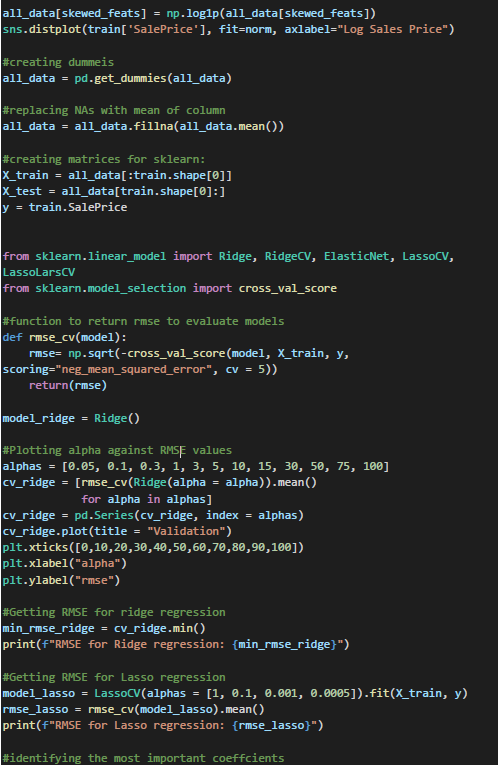 all_data[skewed_feats] = np.log1p(all_data[skewed_feats])
sns.distplot(train['SalePrice'], fit=norm, axlabel="Log Sales Price")
#creating dummeis
all_data = pd.get_dummies(all_data)
#replacing NAs with mean of column
all_data = all_data.fillna(all_data.mean())
#creating matrices for sklearn:
X_train = all_data[:train.shape[0]]
X_test = all_data[train.shape[0]:]
y = train.SalePrice
from sklearn.linear_model import Ridge, RidgeCV, ElasticNet, LassoCV,
LassoLarsCV
from sklearn.model_selection import cross_val_score
#function to return rmse to evaluate models
def rmse_cv(model):
    rmse= np.sqrt(-cross_val_score(model, X_train, y,
scoring="neg_mean_squared_error", cv = 5))
    return(rmse)
model_ridge = Ridge()
#Plotting alpha against RMSE values
alphas = [0.05, 0.1, 0.3, 1, 3, 5, 10, 15, 30, 50, 75, 100]
cv_ridge = [rmse_cv(Ridge(alpha = alpha)).mean()
            for alpha in alphas]
cv_ridge = pd.Series(cv_ridge, index = alphas)
cv_ridge.plot(title = "Validation")
plt.xticks([0,10,20,30,40,50,60,70,80,90,100])
plt.xlabel("alpha")
plt.ylabel("rmse")
#Getting RMSE for ridge regression
min_rmse_ridge = cv_ridge.min()
print(f"RMSE for Ridge regression: {min_rmse_ridge}")
#Getting RMSE for Lasso regression
model_lasso = LassoCV(alphas = [1, 0.1, 0.001, 0.0005]).fit(X_train, y)
rmse_lasso = rmse_cv(model_lasso).mean()
print(f"RMSE for Lasso regression: {rmse_lasso}")
#identifying the most important coeffcients